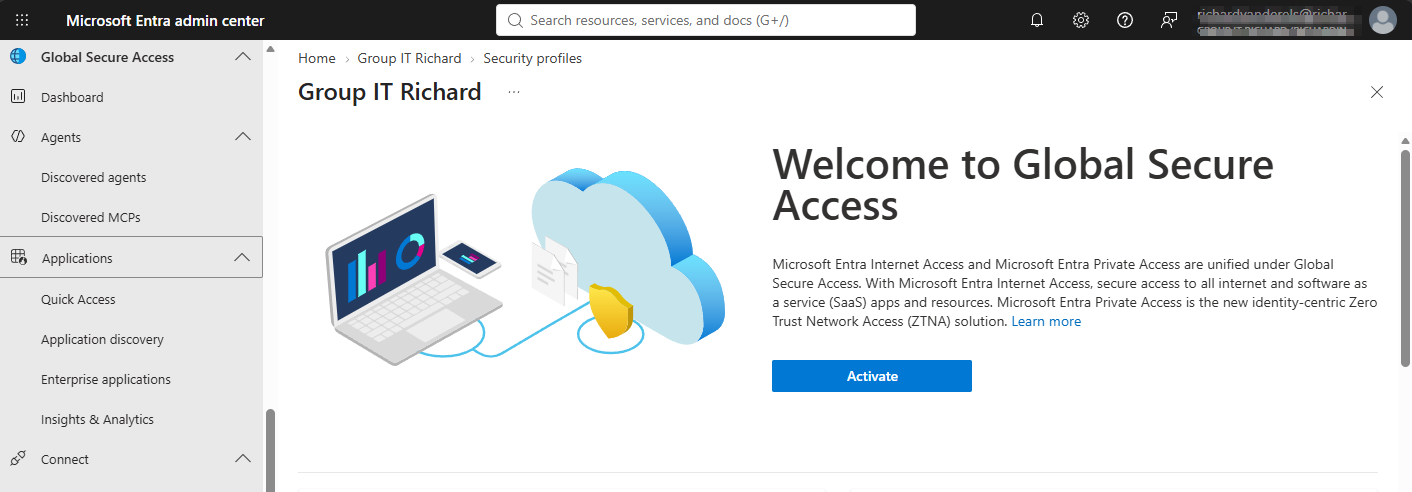 Microsoft Entra admin center
Search resources, services, and docs (G+/)
Global Secure Access
Dashboard
Agents
Discovered agents
Discovered MCPs
Applications
Quick Access
Application discovery
Enterprise applications
Insights & Analytics
Connect
Home > Group IT Richard > Security profiles
Group IT Richard ...
Welcome to Global Secure
Access
Microsoft Entra Internet Access and Microsoft Entra Private Access are unified under Global
Secure Access. With Microsoft Entra Internet Access, secure access to all internet and software as
a service (SaaS) apps and resources. Microsoft Entra Private Access is the new identity-centric Zero
Trust Network Access (ZTNA) solution. Learn more
Activate